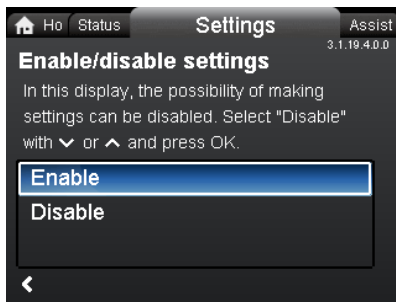 Ho Status Settings Assist
3.1.19.4.0.0
Enable/disable settings
In this display, the possibility of making
settings can be disabled. Select "Disable"
with ⌄ or ⌃ and press OK.
Enable
Disable